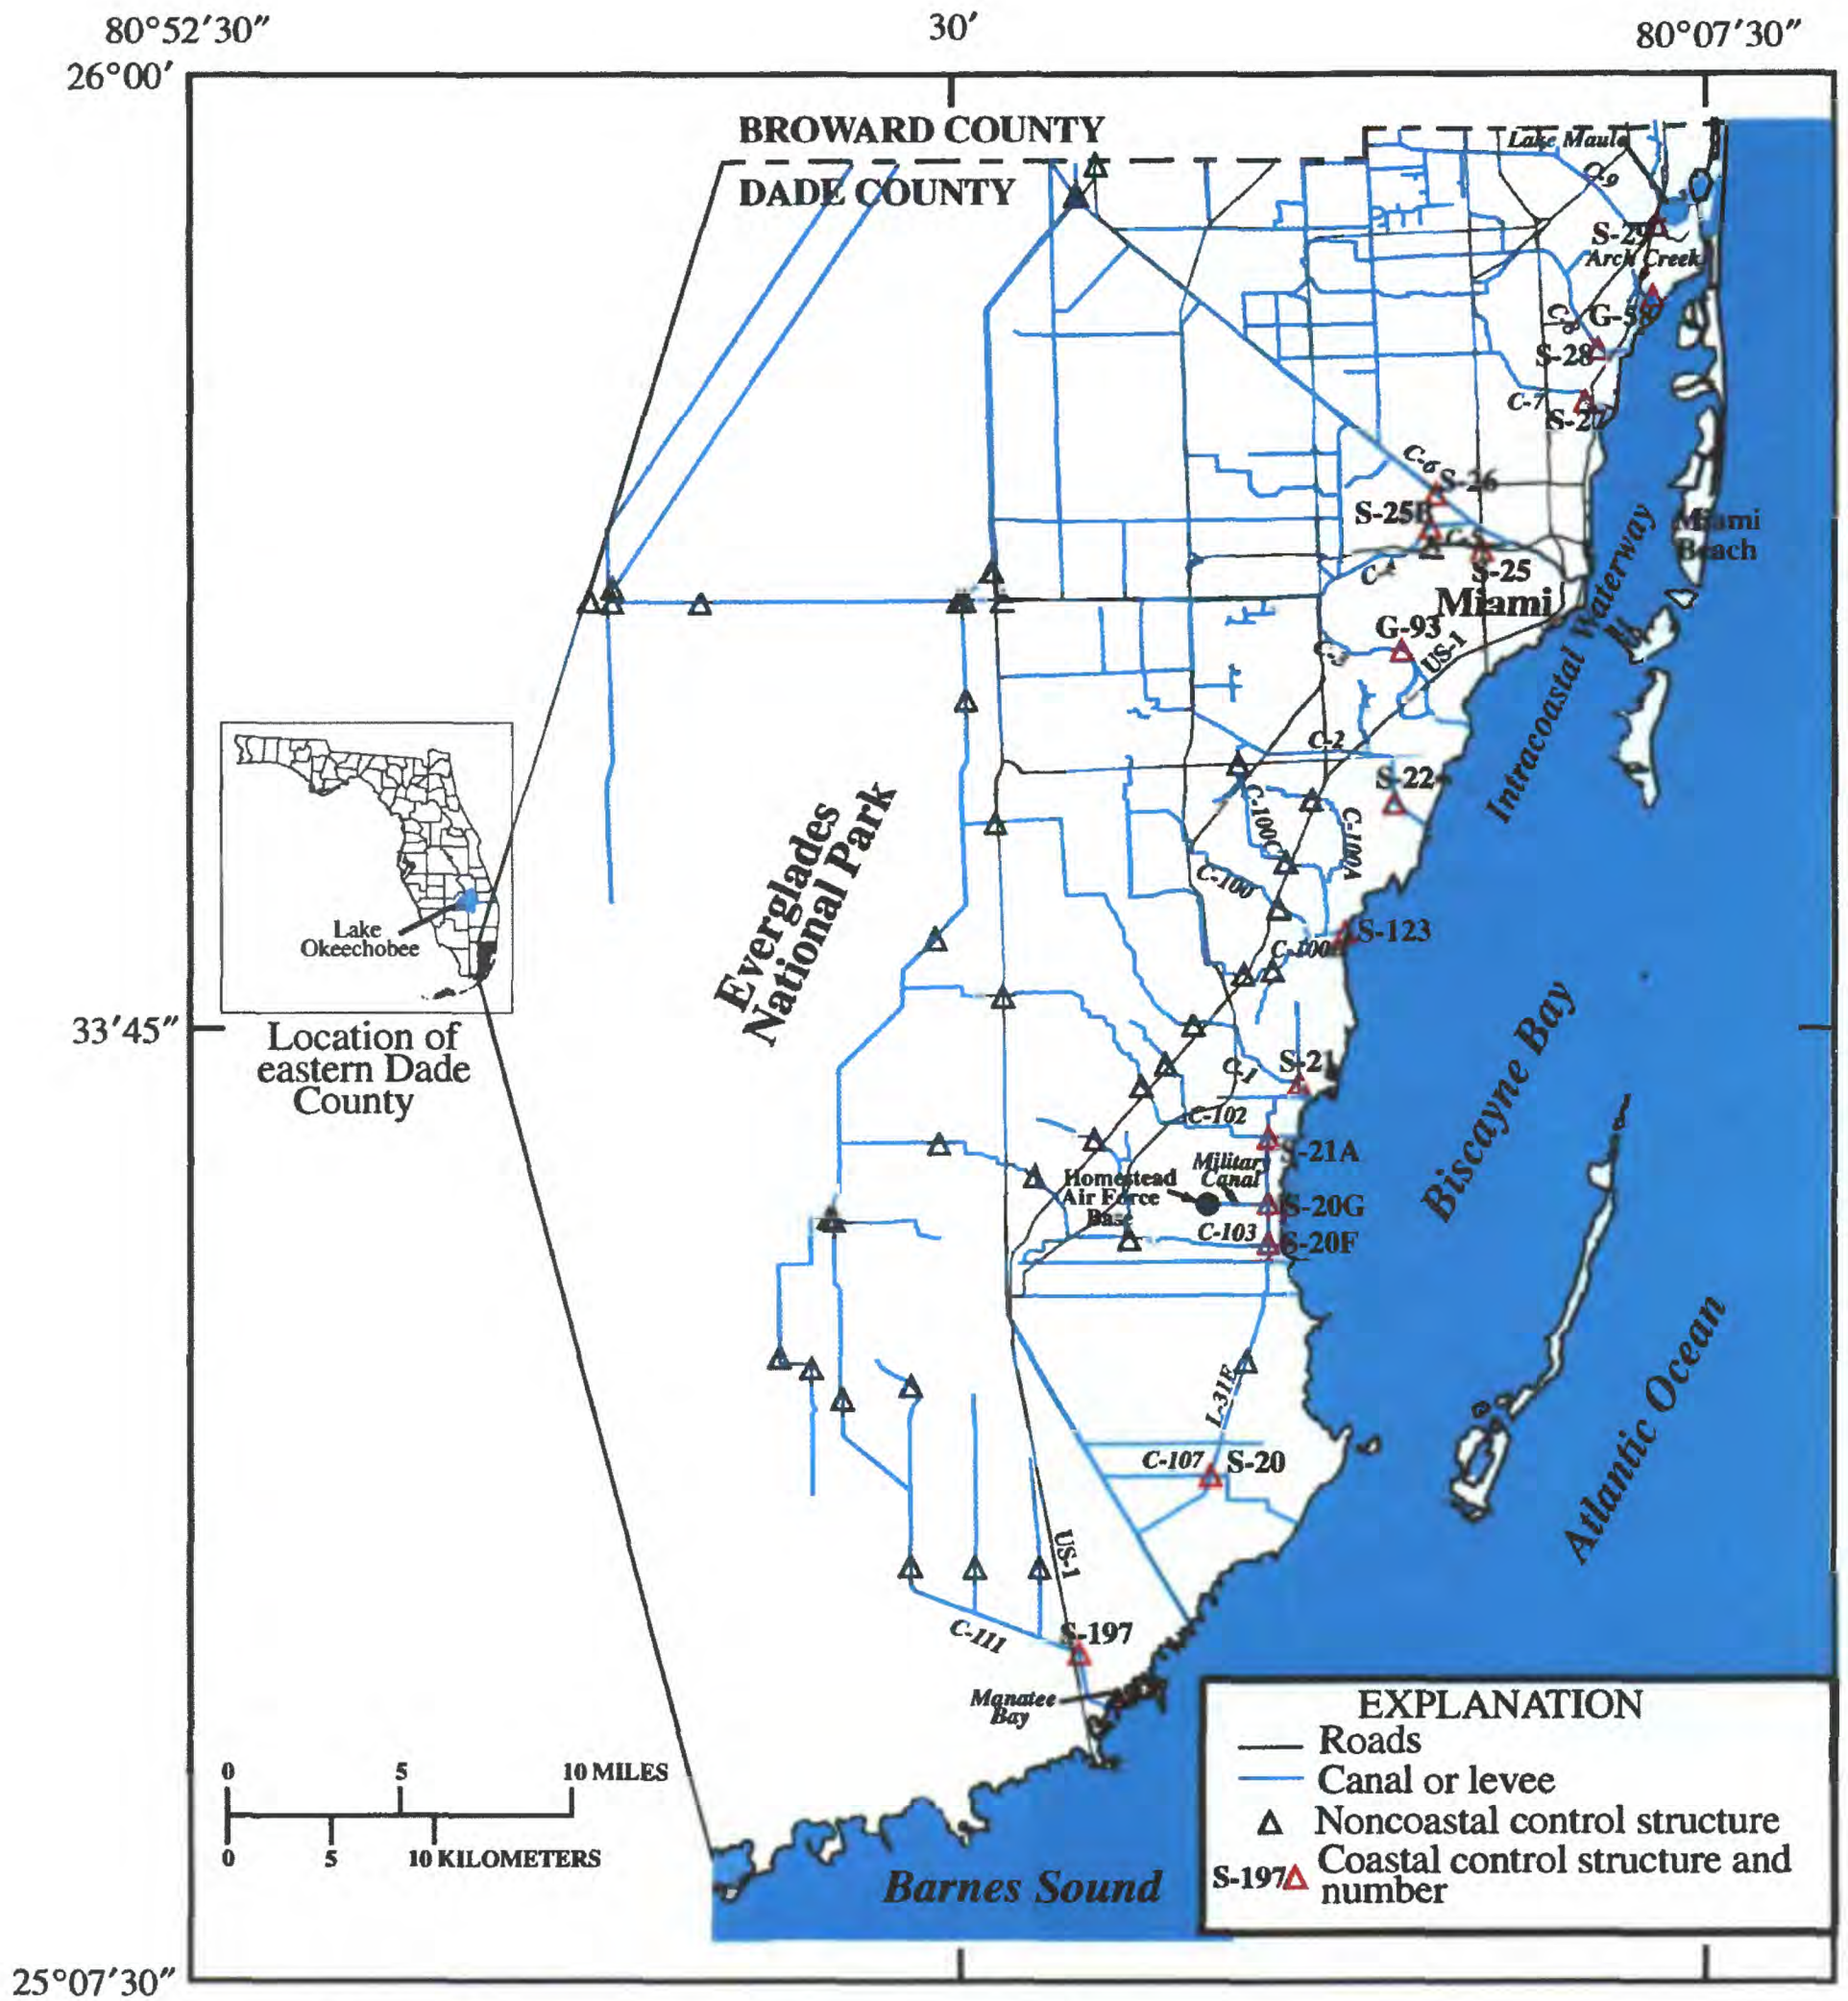 80°52'30"
30'
80°07'30"
26°00'
BROWARD COUNTY
DADE COUNTY
Lake Maule
C-9
S-29
Arch Creek
C-8
G-58
S-28
C-7
S-27
C-6
S-26
S-25B
C-5
C-4
S-25
Miami
Miami
Beach
G-93
US-1
C-3
Intracoastal Waterway
C-2
S-22
C-100C
C-100A
C-100
Everglades
National Park
S-123
C-100B
Lake
Okeechobee
33'45"
Location of
eastern Dade
County
S-21
C-1
C-102
S-21A
Military
Canal
Homestead
Air Force
Base
S-20G
C-103
S-20F
Biscayne Bay
L-31E
C-107
S-20
Atlantic Ocean
US-1
C-111
S-197
Manatee
Bay
0 5 10 MILES
0 5 10 KILOMETERS
Barnes Sound
EXPLANATION
Roads
Canal or levee
Noncoastal control structure
S-197 Coastal control structure and
number
25°07'30"